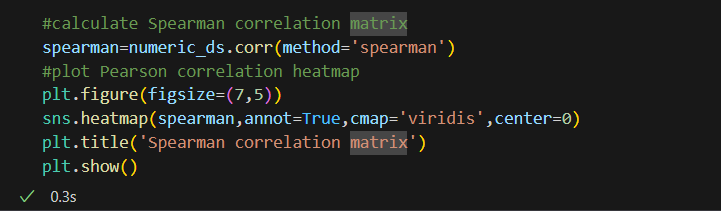 #calculate Spearman correlation matrix
spearman=numeric_ds.corr(method='spearman')
#plot Pearson correlation heatmap
plt.figure(figsize=(7,5))
sns.heatmap(spearman,annot=True,cmap='viridis',center=0)
plt.title('Spearman correlation matrix')
plt.show()
0.3s